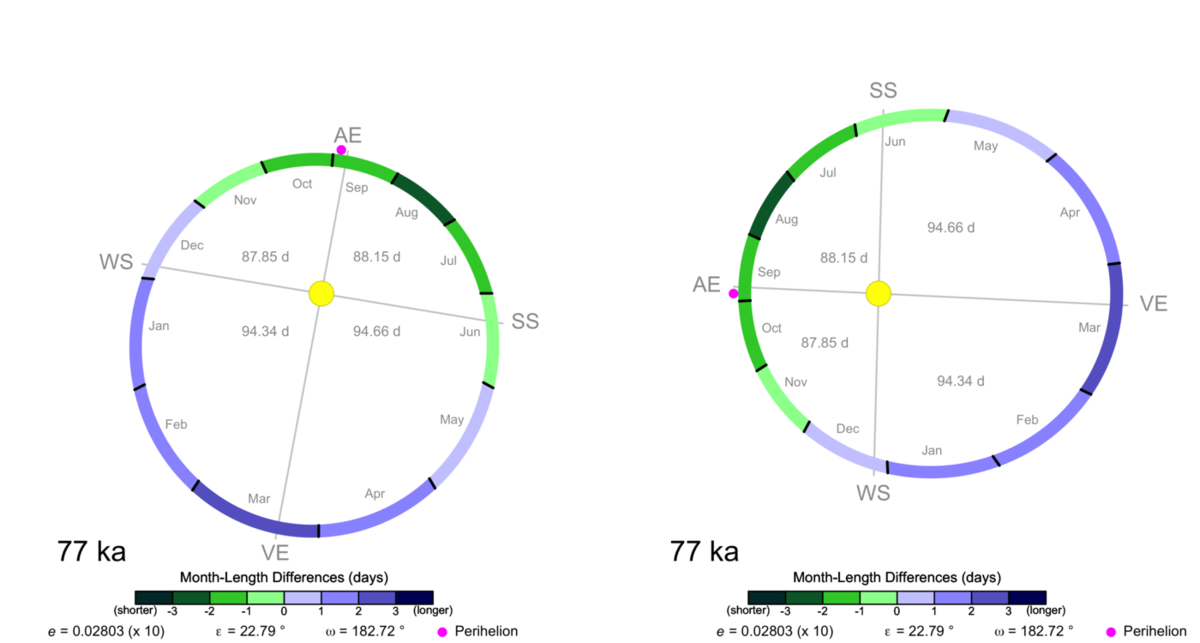 AE
Oct
Sep
Nov
Aug
Dec
Jul
WS
87.85 d
88.15 d
SS
Jan
Jun
94.34 d
94.66 d
Feb
May
Mar
Apr
VE
77 ka
Month-Length Differences (days)
(shorter) -3 -2 -1 0 1 2 3 (longer)
e = 0.02803 (x 10) ε = 22.79 ° ω = 182.72 ° Perihelion
SS
Jun
May
Jul
Aug
Apr
94.66 d
88.15 d
Sep
AE
VE
Oct
Mar
87.85 d
Nov
94.34 d
Dec
Feb
Jan
WS
77 ka
Month-Length Differences (days)
(shorter) -3 -2 -1 0 1 2 3 (longer)
e = 0.02803 (x 10) ε = 22.79 ° ω = 182.72 ° Perihelion